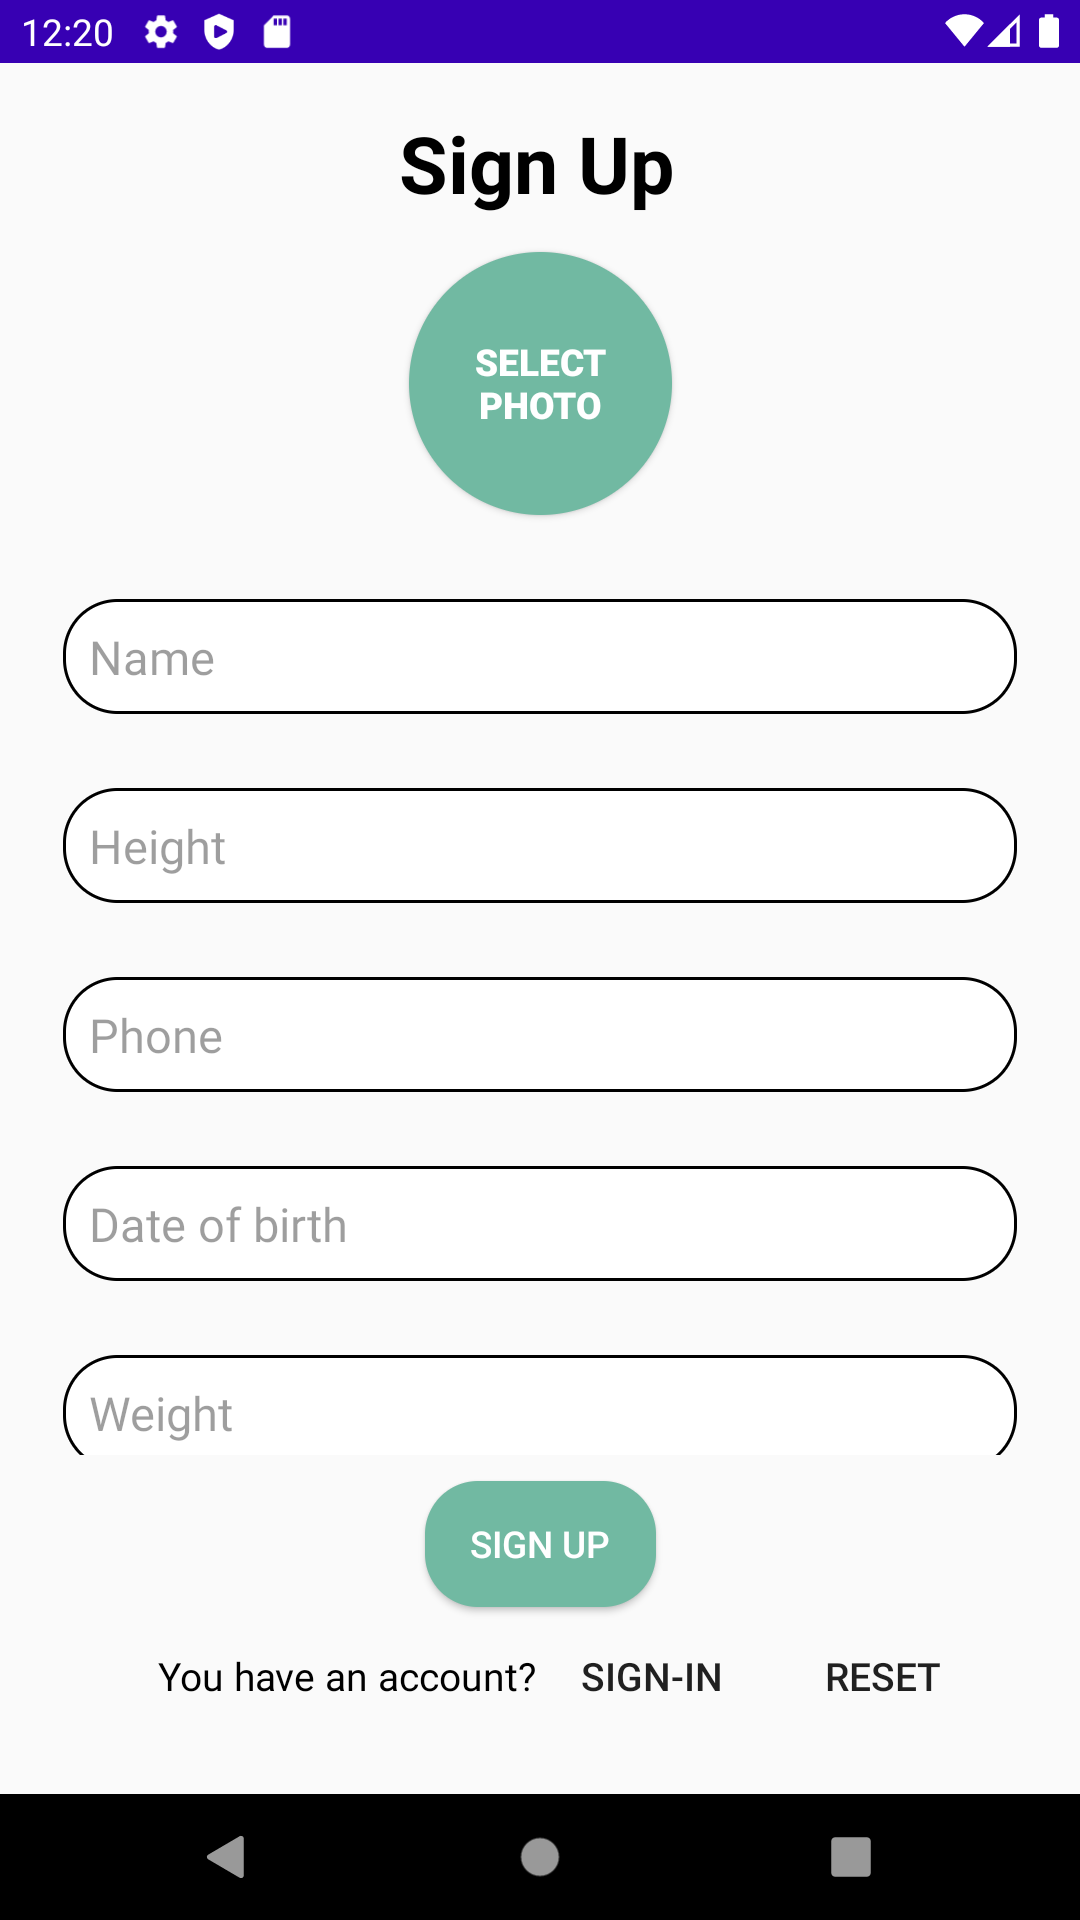 12:20
Sign Up
SELECT
PHOTO
Name
Height
Phone
Date of birth
Weight
SIGN UP
You have an account? SIGN-IN RESET